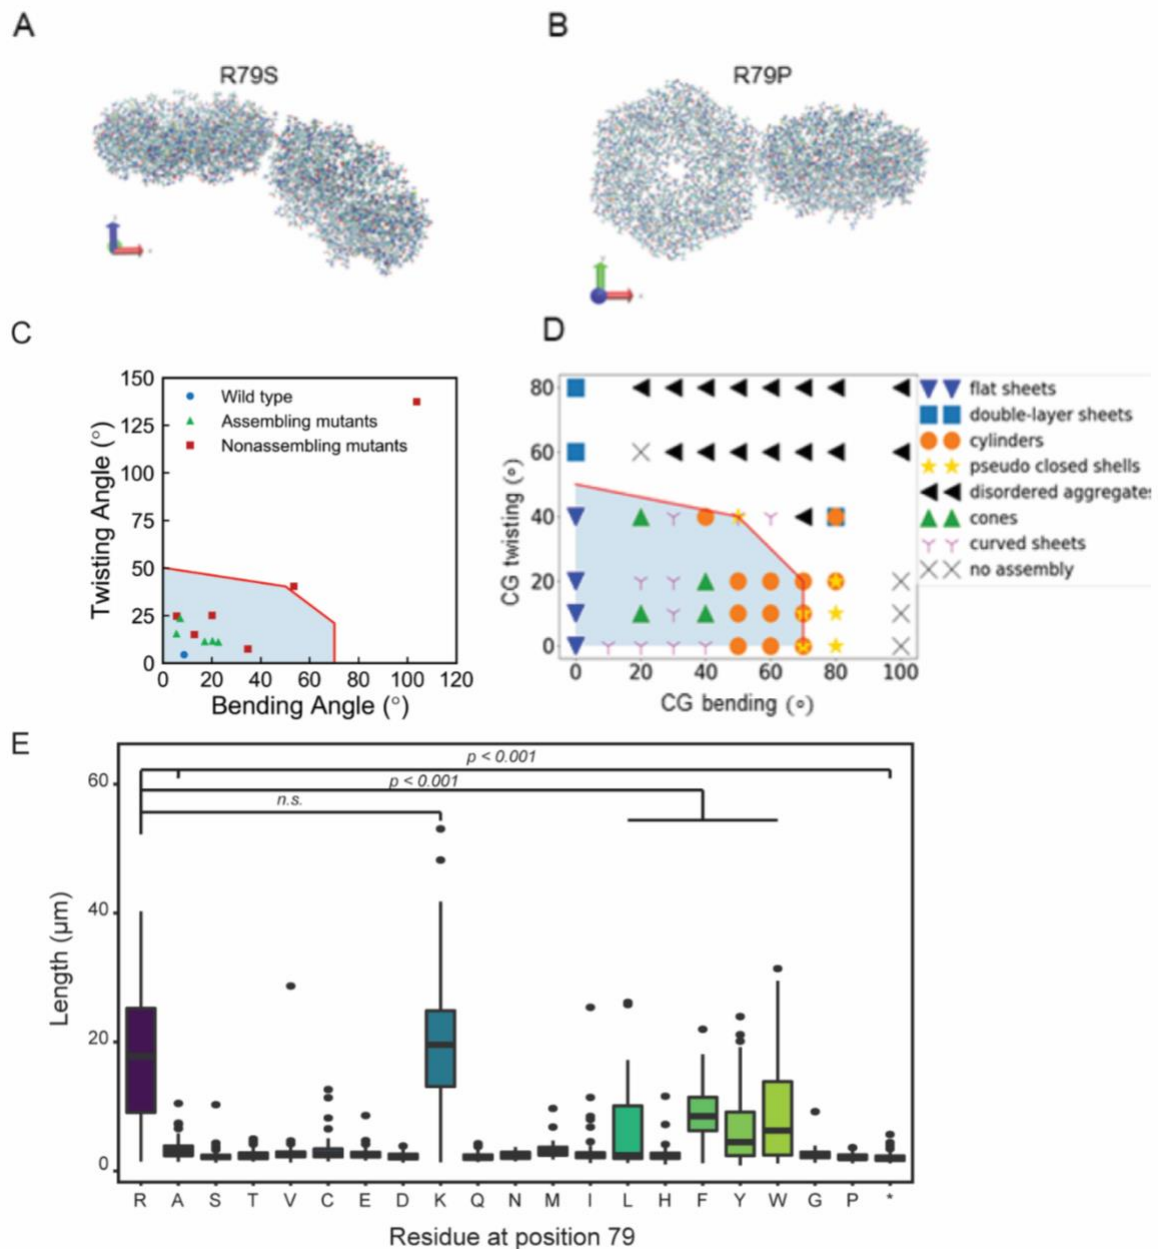 A
B
R79S
R79P
C
D
150
125
100
75
50
25
0
Twisting Angle (°)
Wild type
Assembling mutants
Nonassembling mutants
0 20 40 60 80 100 120
Bending Angle (°)
80
60
40
20
0
CG twisting (°)
0 20 40 60 80 100
CG bending (°)
flat sheets
double-layer sheets
cylinders
pseudo closed shells
disordered aggregates
cones
curved sheets
no assembly
E
p < 0.001
p < 0.001
n.s.
60
40
20
0
Length (µm)
R A S T V C E D K Q N M I L H F Y W G P *
Residue at position 79